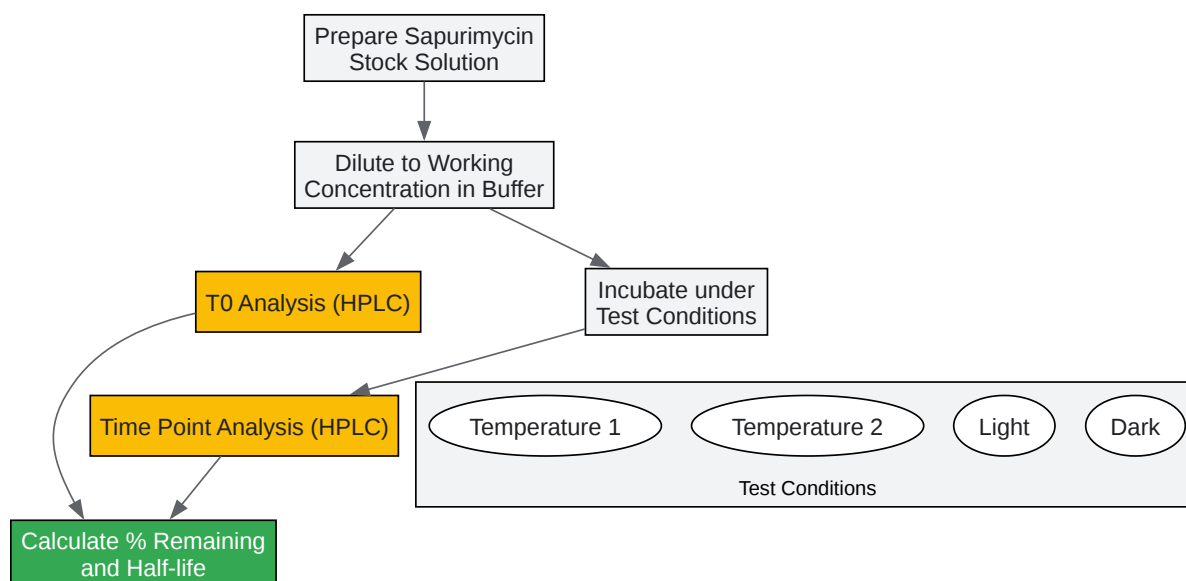 Prepare Sapurimycin
Stock Solution
Dilute to Working
Concentration in Buffer
T0 Analysis (HPLC)
Incubate under
Test Conditions
Time Point Analysis (HPLC)
Temperature 1
Temperature 2
Light
Dark
Test Conditions
Calculate % Remaining
and Half-life